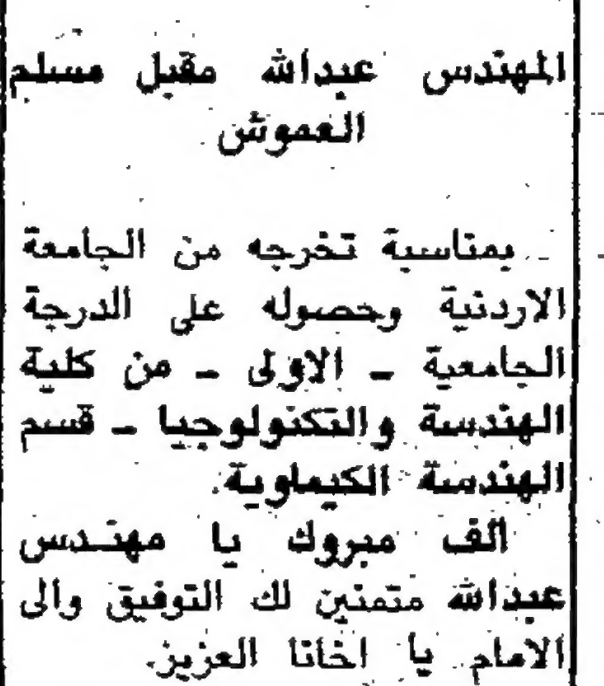 المهندس عبدالله مقبل مسلم
العموش
بمناسبة تخرجه من الجامعة
الاردنية وحصوله على الدرجة
الجامعية - الاولى - من كلية
الهندسة والتكنولوجيا - قسم
الهندسة الكيماوية.
الف مبروك يا مهندس
عبدالله متمنين لك التوفيق والى
الامام يا اخانا العزيز.